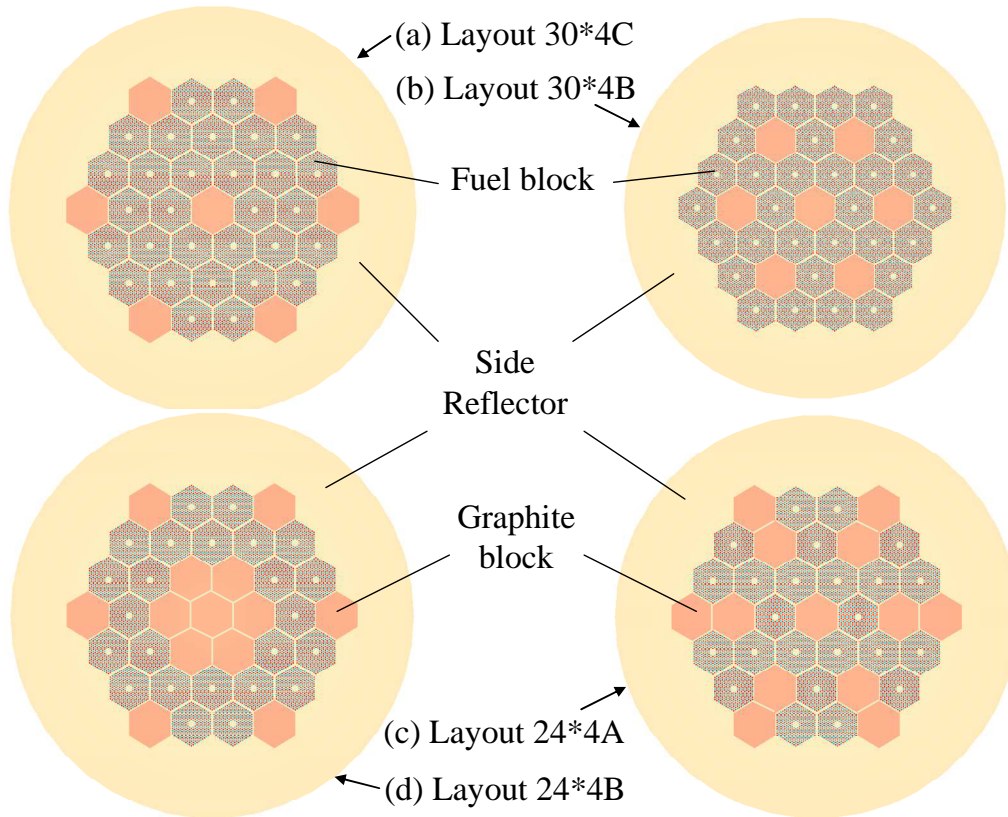 (a) Layout 30*4C
(b) Layout 30*4B
Fuel block
Side
Reflector
Graphite
block
(c) Layout 24*4A
(d) Layout 24*4B